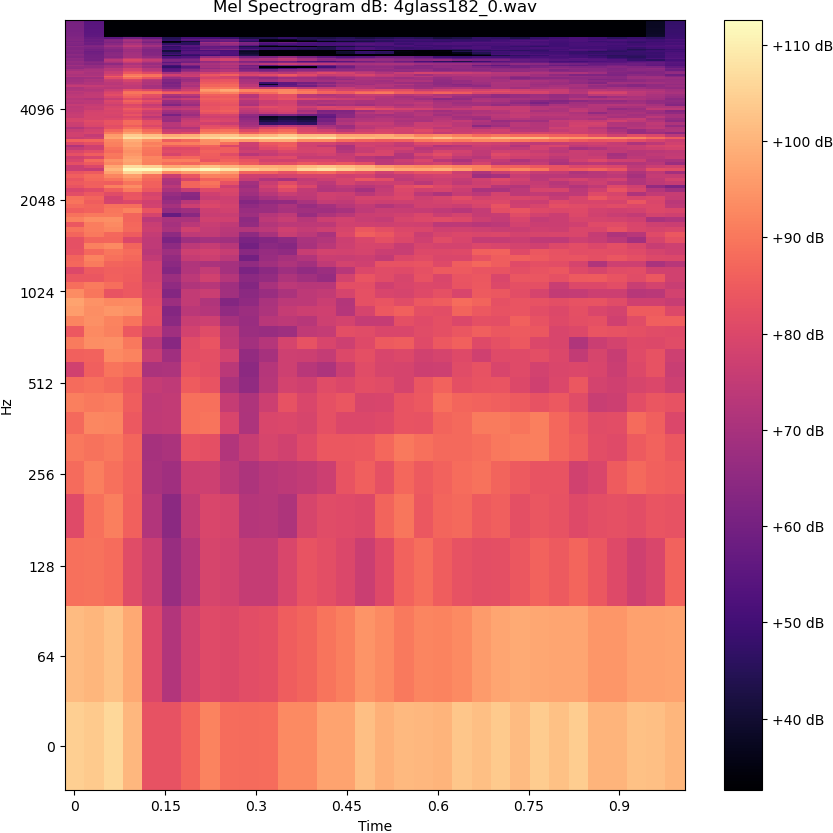 Mel Spectrogram dB: 4glass182_0.wav
+110 dB
4096
+100 dB
2048
+90 dB
1024
+80 dB
512
Hz
+70 dB
256
+60 dB
128
+50 dB
64
+40 dB
0
0 0.15 0.3 0.45 0.6 0.75 0.9
Time